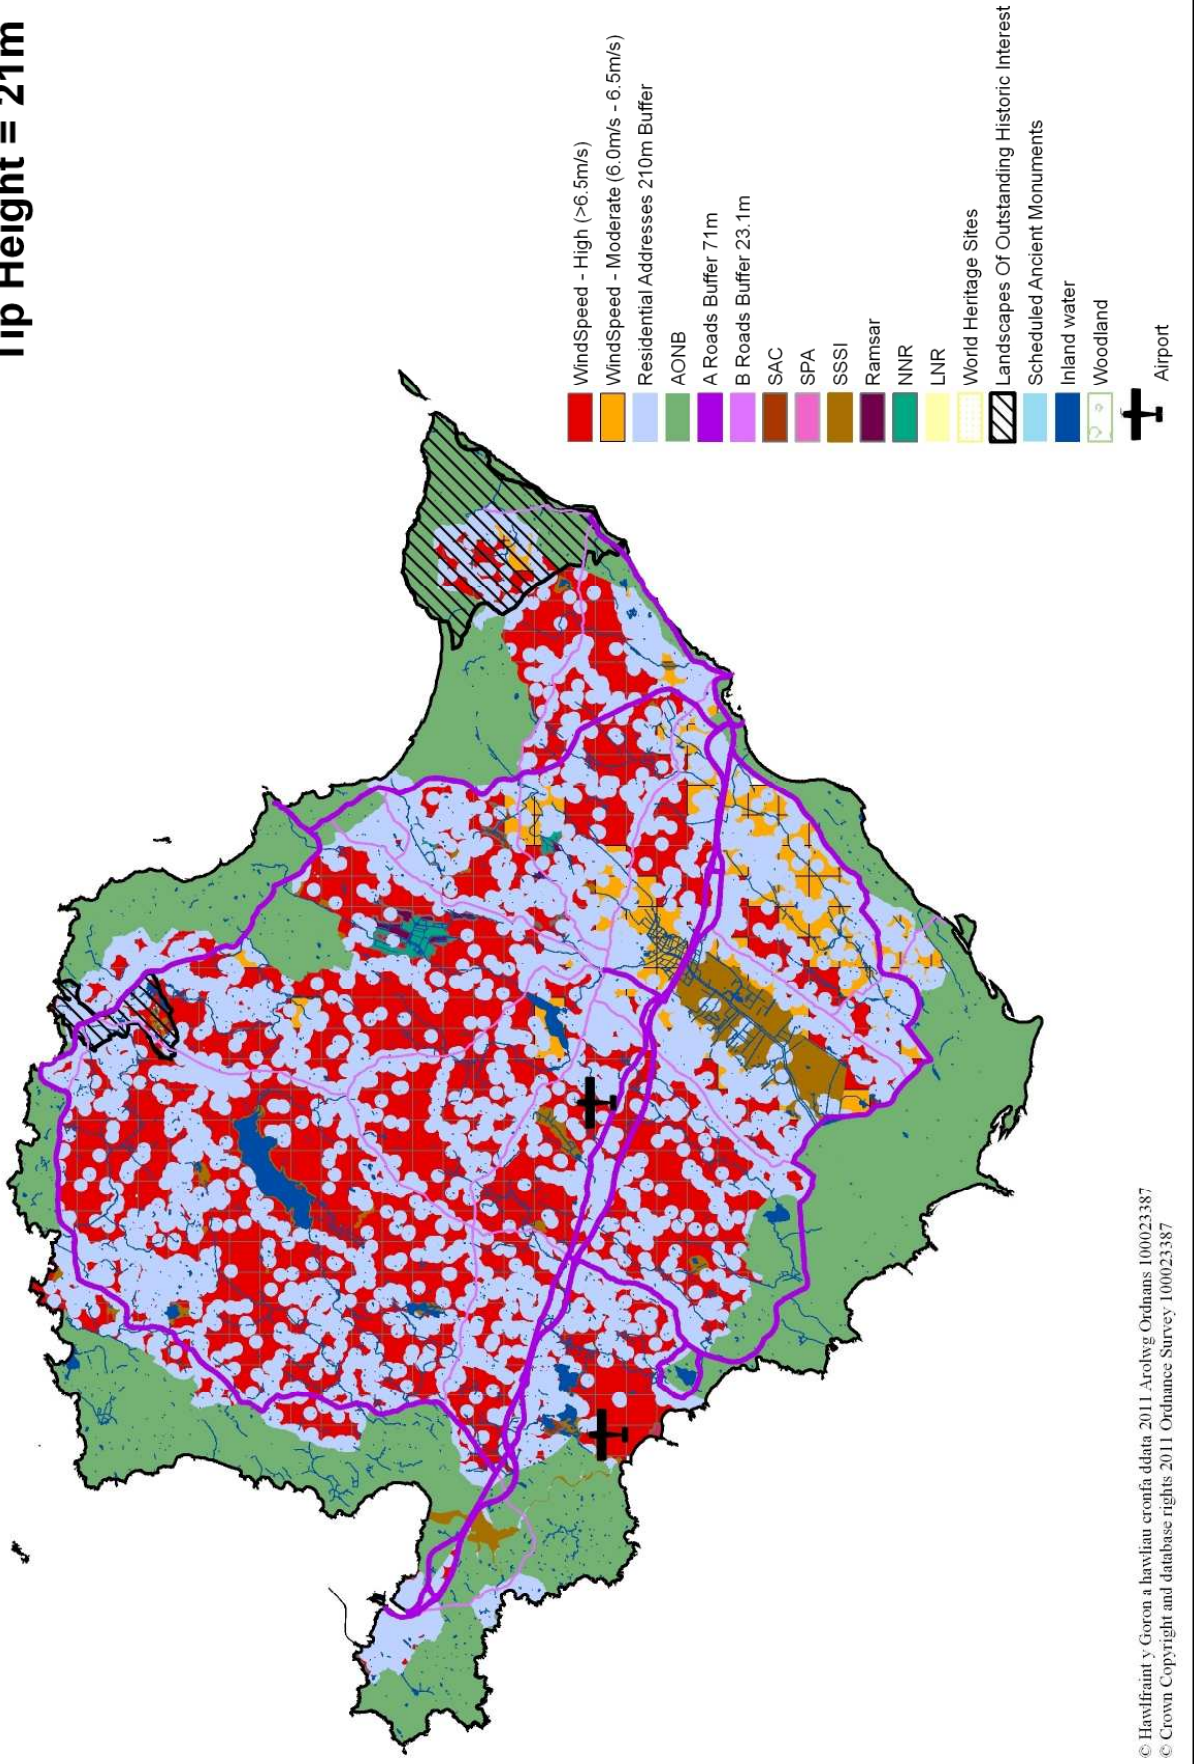 Tip Height = 21m
WindSpeed - High (>6.5m/s)
WindSpeed - Moderate (6.0m/s - 6.5m/s)
Residential Addresses 210m Buffer
AONB
A Roads Buffer 71m
B Roads Buffer 23.1m
SAC
SPA
SSSI
Ramsar
NNR
LNR
World Heritage Sites
Landscapes Of Outstanding Historic Interest
Scheduled Ancient Monuments
Inland water
Woodland
Airport
© Hawlfraint y Goron a hawliau cronfa ddata 2011 Arolwg Ordnans 100023387
© Crown Copyright and database rights 2011 Ordnance Survey 100023387